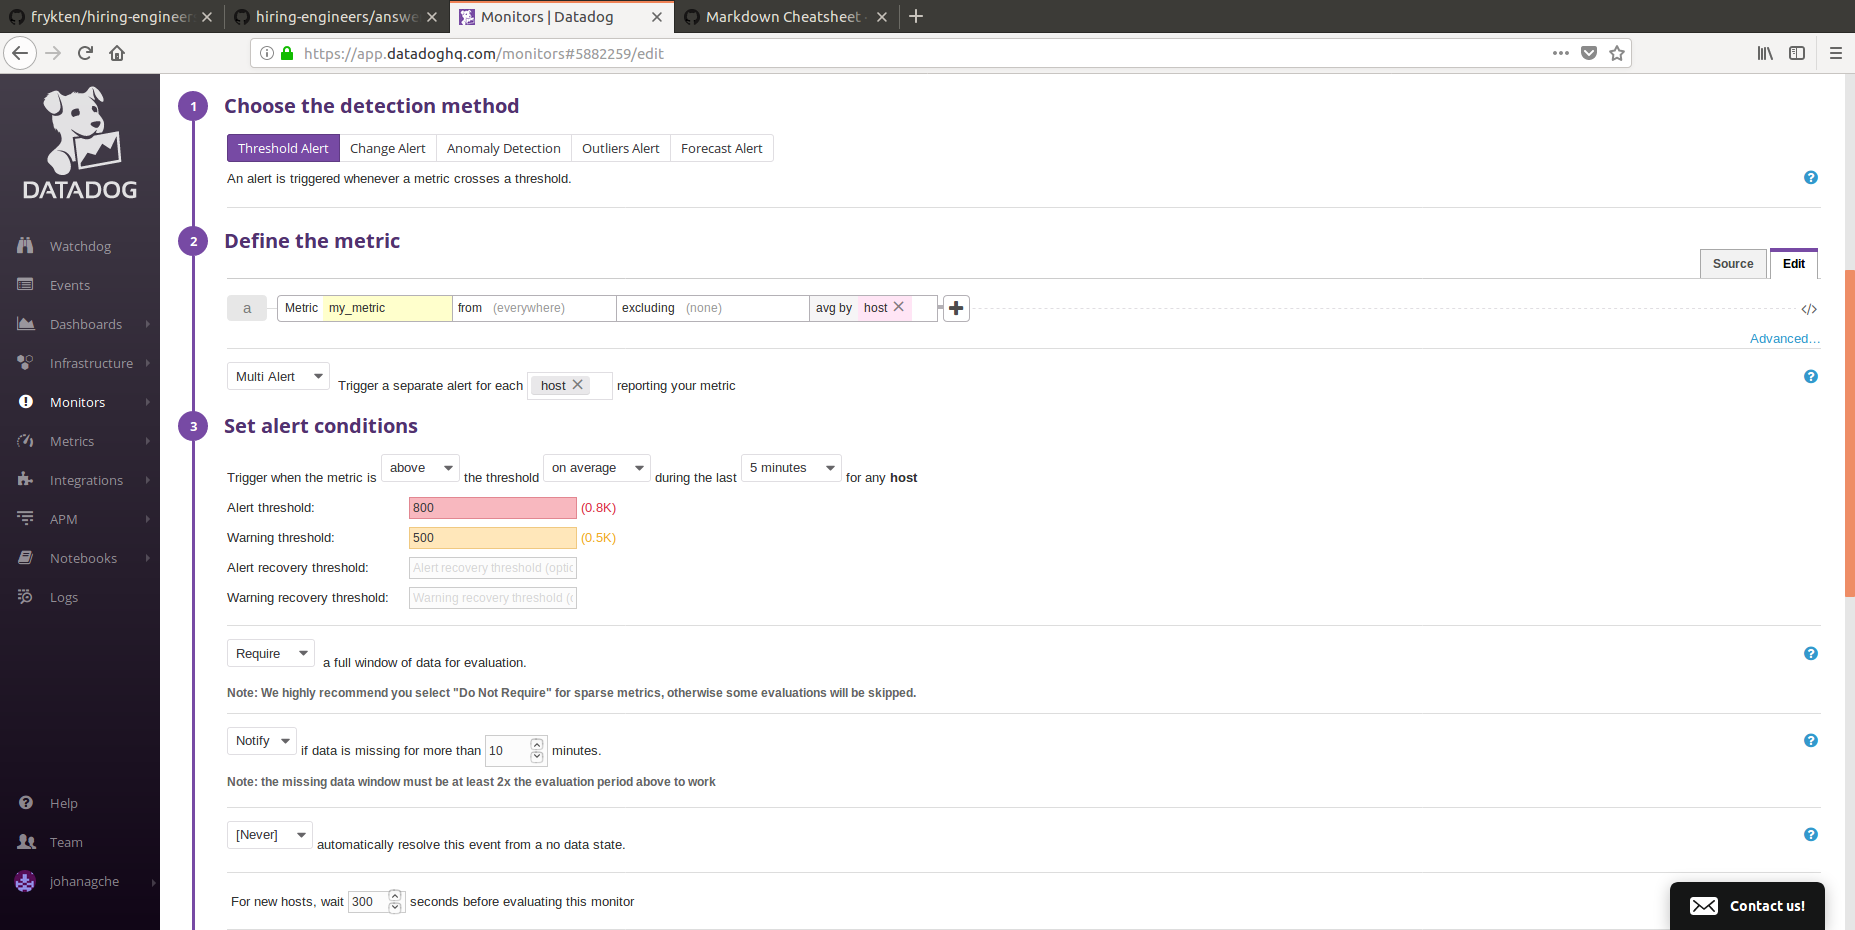 frykten/hiring-engineer
hiring-engineers/answe
Monitors | Datadog
Markdown Cheatsheet
https://app.datadoghq.com/monitors#5882259/edit
DATADOG
Watchdog
Events
Dashboards
Infrastructure
Monitors
Metrics
Integrations
APM
Notebooks
Logs
Help
Team
johanagche
1 Choose the detection method
Threshold Alert Change Alert Anomaly Detection Outliers Alert Forecast Alert
An alert is triggered whenever a metric crosses a threshold.
2 Define the metric
Source Edit
a Metric my_metric from (everywhere) excluding (none) avg by host
Advanced...
Multi Alert Trigger a separate alert for each host reporting your metric
3 Set alert conditions
Trigger when the metric is above the threshold on average during the last 5 minutes for any host
Alert threshold: 800 (0.8K)
Warning threshold: 500 (0.5K)
Alert recovery threshold: Alert recovery threshold (optic
Warning recovery threshold: Warning recovery threshold (o
Require a full window of data for evaluation.
Note: We highly recommend you select "Do Not Require" for sparse metrics, otherwise some evaluations will be skipped.
Notify if data is missing for more than 10 minutes.
Note: the missing data window must be at least 2x the evaluation period above to work
[Never] automatically resolve this event from a no data state.
For new hosts, wait 300 seconds before evaluating this monitor
Contact us!